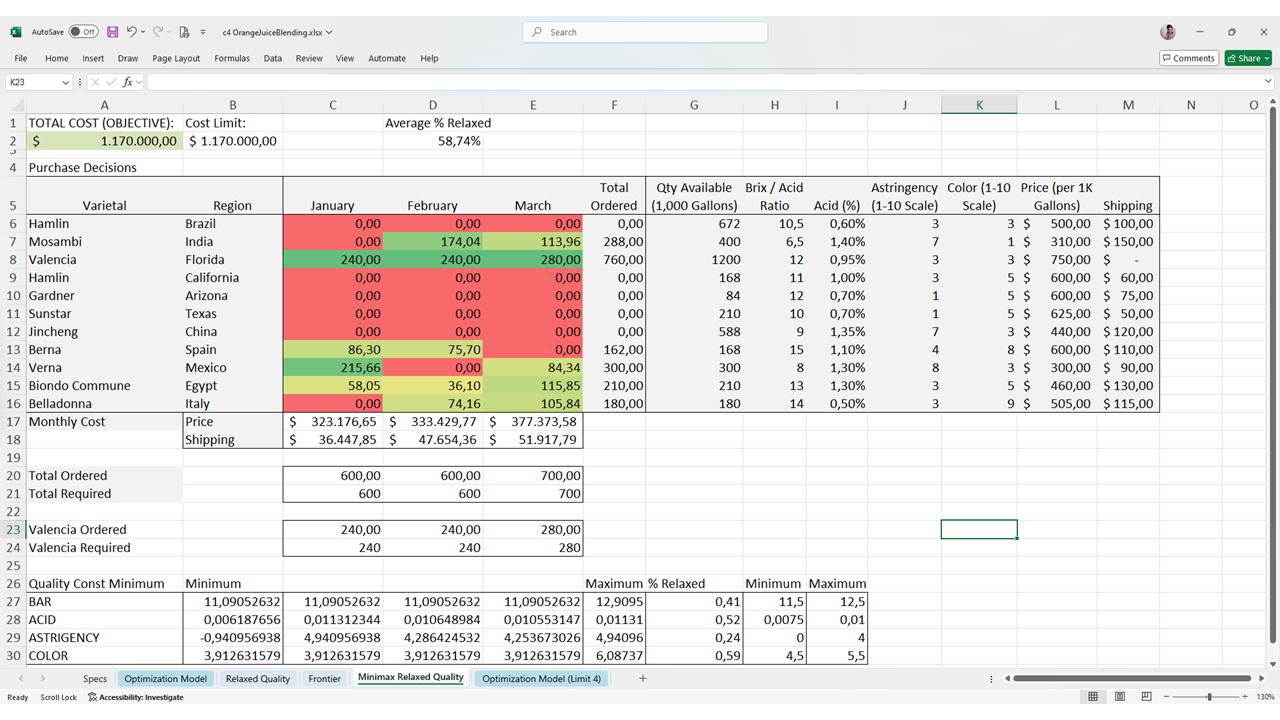 AutoSave Off c4 OrangeJuiceBlending.xlsx Search
File Home Insert Draw Page Layout Formulas Data Review View Automate Help Comments Share
K23 fx
A B C D E F G H I J K L M N O
1 TOTAL COST (OBJECTIVE): Cost Limit: Average % Relaxed
2 $ 1.170.000,00 $ 1.170.000,00 58,74%
3
4 Purchase Decisions
Total Qty Available Brix / Acid Astringency Color (1-10 Price (per 1K
5 Varietal Region January February March Ordered (1,000 Gallons) Ratio Acid (%) (1-10 Scale) Scale) Gallons) Shipping
6 Hamlin Brazil 0,00 0,00 0,00 0,00 672 10,5 0,60% 3 3 $ 500,00 $ 100,00
7 Mosambi India 0,00 174,04 113,96 288,00 400 6,5 1,40% 7 1 $ 310,00 $ 150,00
8 Valencia Florida 240,00 240,00 280,00 760,00 1200 12 0,95% 3 3 $ 750,00 $ -
9 Hamlin California 0,00 0,00 0,00 0,00 168 11 1,00% 3 5 $ 600,00 $ 60,00
10 Gardner Arizona 0,00 0,00 0,00 0,00 84 12 0,70% 1 5 $ 600,00 $ 75,00
11 Sunstar Texas 0,00 0,00 0,00 0,00 210 10 0,70% 1 5 $ 625,00 $ 50,00
12 Jincheng China 0,00 0,00 0,00 0,00 588 9 1,35% 7 3 $ 440,00 $ 120,00
13 Berna Spain 86,30 75,70 0,00 162,00 168 15 1,10% 4 8 $ 600,00 $ 110,00
14 Verna Mexico 215,66 0,00 84,34 300,00 300 8 1,30% 8 3 $ 300,00 $ 90,00
15 Biondo Commune Egypt 58,05 36,10 115,85 210,00 210 13 1,30% 3 5 $ 460,00 $ 130,00
16 Belladonna Italy 0,00 74,16 105,84 180,00 180 14 0,50% 3 9 $ 505,00 $ 115,00
17 Monthly Cost Price $ 323.176,65 $ 333.429,77 $ 377.373,58
18 Shipping $ 36.447,85 $ 47.654,36 $ 51.917,79
19
20 Total Ordered 600,00 600,00 700,00
21 Total Required 600 600 700
22
23 Valencia Ordered 240,00 240,00 280,00
24 Valencia Required 240 240 280
25
26 Quality Const Minimum Minimum Maximum % Relaxed Minimum Maximum
27 BAR 11,09052632 11,09052632 11,09052632 11,09052632 12,9095 0,41 11,5 12,5
28 ACID 0,006187656 0,011312344 0,010648984 0,010553147 0,01131 0,52 0,0075 0,01
29 ASTRIGENCY -0,940956938 4,940956938 4,286424532 4,253673026 4,94096 0,24 0 4
30 COLOR 3,912631579 3,912631579 3,912631579 3,912631579 6,08737 0,59 4,5 5,5
Specs Optimization Model Relaxed Quality Frontier Minimax Relaxed Quality Optimization Model (Limit 4)
Ready Scroll Lock Accessibility: Investigate 130%